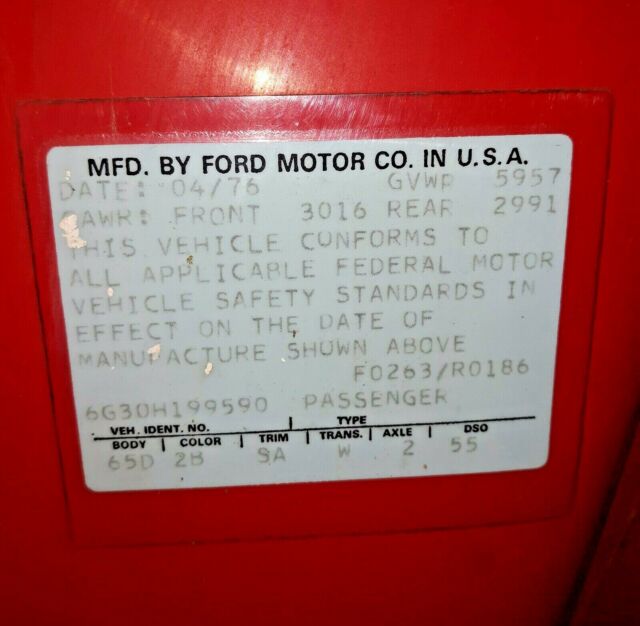 MFD. BY FORD MOTOR CO. IN U.S.A.
DATE: 04/76 GVWR 5957
GAWR: FRONT 3016 REAR 2991
THIS VEHICLE CONFORMS TO
ALL APPLICABLE FEDERAL MOTOR
VEHICLE SAFETY STANDARDS IN
EFFECT ON THE DATE OF
MANUFACTURE SHOWN ABOVE
F0263/R0186
6G30H199590 PASSENGER
VEH. IDENT. NO. | TYPE
BODY | COLOR | TRIM | TRANS. | AXLE | DSO
65D 2B SA W 2 55